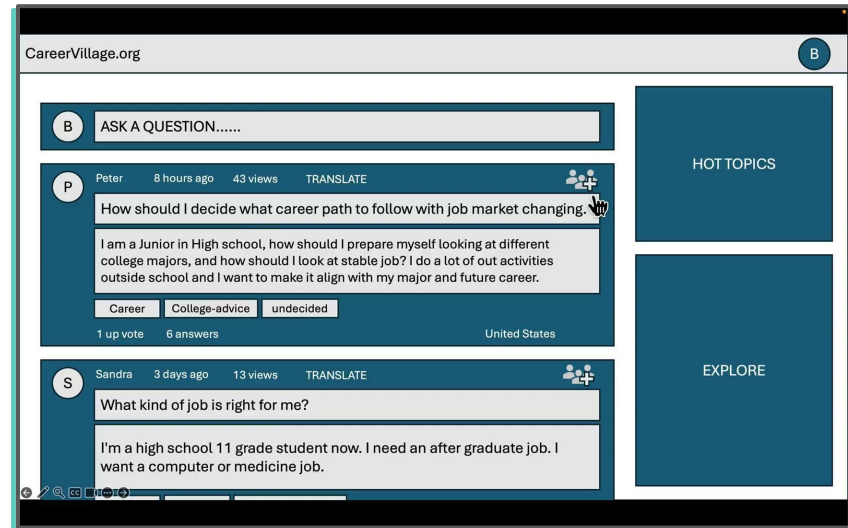 CareerVillage.org
B
B
ASK A QUESTION......
HOT TOPICS
P
Peter 8 hours ago 43 views TRANSLATE
How should I decide what career path to follow with job market changing.
I am a Junior in High school, how should I prepare myself looking at different
college majors, and how should I look at stable job? I do a lot of out activities
outside school and I want to make it align with my major and future career.
Career College-advice undecided
1 up vote 6 answers United States
S
Sandra 3 days ago 13 views TRANSLATE
EXPLORE
What kind of job is right for me?
I'm a high school 11 grade student now. I need an after graduate job. I
want a computer or medicine job.
CC